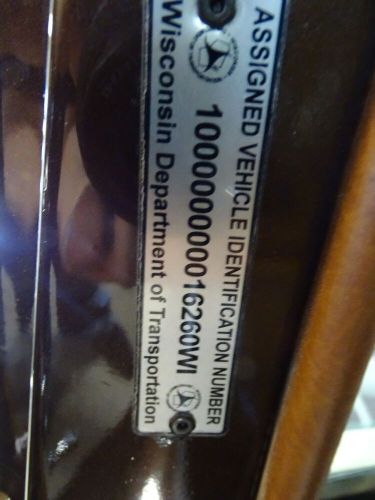 ASSIGNED VEHICLE IDENTIFICATION NUMBER
100000000016260WI
Wisconsin Department of Transportation